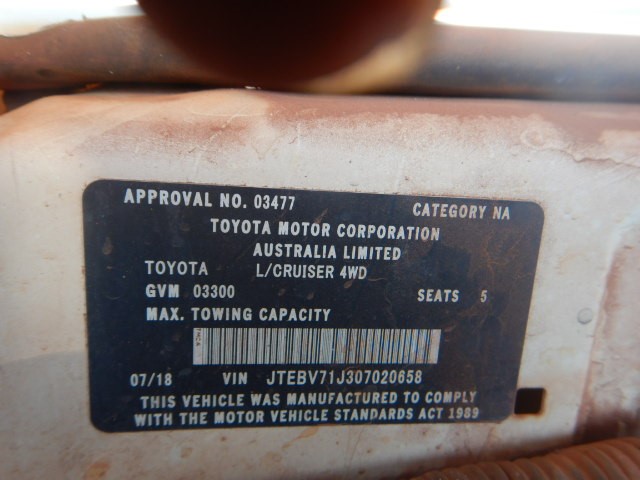 APPROVAL NO. 03477 CATEGORY NA
TOYOTA MOTOR CORPORATION
AUSTRALIA LIMITED
TOYOTA L/CRUISER 4WD
GVM 03300 SEATS 5
MAX. TOWING CAPACITY
07/18 VIN JTEBV71J307020658
THIS VEHICLE WAS MANUFACTURED TO COMPLY
WITH THE MOTOR VEHICLE STANDARDS ACT 1989